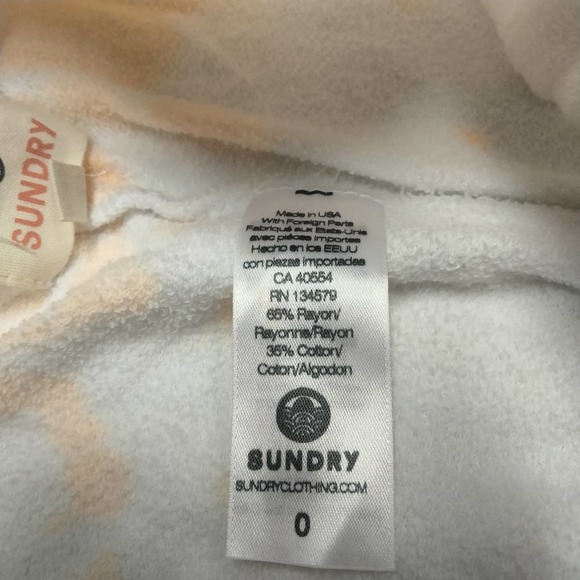 SUNDRY
Made in USA
With Foreign Parts
Fabriqué aux Etats-Unis
avec pièces importées
Hecho en los EEUU
con piezas importadas
CA 40554
RN 134579
65% Rayon/
Rayonne/Rayon
35% Cotton/
Coton/Algodon
SUNDRY
SUNDRYCLOTHING.COM
0